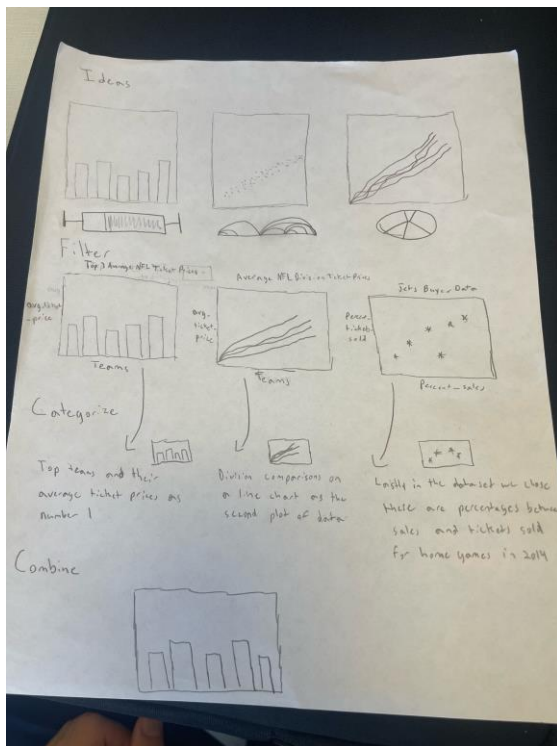 Ideas
Filter
Top Average NFL Ticket Prices
Average NFL Division Ticket Prices
Jets Buyer Data
avg. ticket
price
avg.
ticket
price
Percent
tickets
sold
Teams
Teams
Percent-sales
Categorize
Top teams and their
average ticket prices as
number 1
Division comparisons on
a line chart as the
second plot of data
Lastly in the dataset we chose
there are percentages between
sales and tickets sold
for home games in 2014
Combine